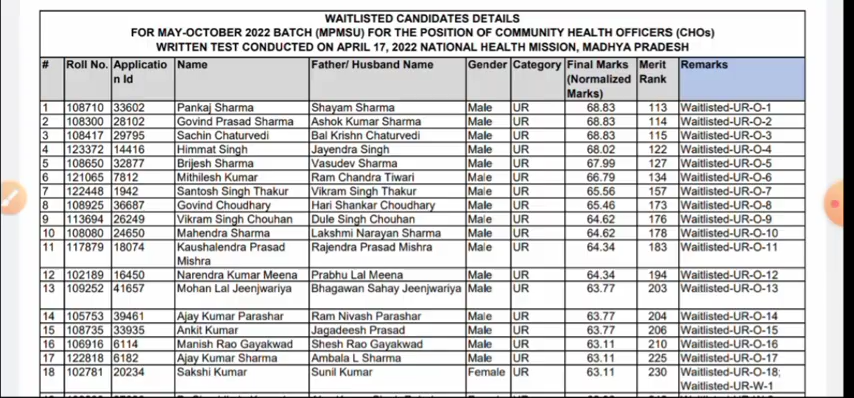 WAITLISTED CANDIDATES DETAILS
FOR MAY-OCTOBER 2022 BATCH (MPMSU) FOR THE POSITION OF COMMUNITY HEALTH OFFICERS (CHOs)
WRITTEN TEST CONDUCTED ON APRIL 17, 2022 NATIONAL HEALTH MISSION, MADHYA PRADESH
# Roll No. Applicatio Name Father/ Husband Name Gender Category Final Marks Merit Remarks
n Id (Normalized Rank
Marks)
1 108710 33602 Pankaj Sharma Shayam Sharma Male UR 68.83 113 Waitlisted-UR-O-1
2 108300 28102 Govind Prasad Sharma Ashok Kumar Sharma Male UR 68.83 114 Waitlisted-UR-O-2
3 108417 29795 Sachin Chaturvedi Bal Krishn Chaturvedi Male UR 68.83 115 Waitlisted-UR-O-3
4 123372 14416 Himmat Singh Jayendra Singh Male UR 68.02 122 Waitlisted-UR-O-4
5 108650 32877 Brijesh Sharma Vasudev Sharma Male UR 67.99 127 Waitlisted-UR-O-5
6 121065 7812 Mithilesh Kumar Ram Chandra Tiwari Male UR 66.79 134 Waitlisted-UR-O-6
7 122448 1942 Santosh Singh Thakur Vikram Singh Thakur Male UR 65.56 157 Waitlisted-UR-O-7
8 108925 36687 Govind Choudhary Hari Shankar Choudhary Male UR 65.46 173 Waitlisted-UR-O-8
9 113694 26249 Vikram Singh Chouhan Dule Singh Chouhan Male UR 64.62 176 Waitlisted-UR-O-9
10 108080 24650 Mahendra Sharma Lakshmi Narayan Sharma Male UR 64.62 178 Waitlisted-UR-O-10
11 117879 18074 Kaushalendra Prasad Rajendra Prasad Mishra Male UR 64.34 183 Waitlisted-UR-O-11
Mishra
12 102189 16450 Narendra Kumar Meena Prabhu Lal Meena Male UR 64.34 194 Waitlisted-UR-O-12
13 109252 41657 Mohan Lal Jeenjwariya Bhagawan Sahay Jeenjwariya Male UR 63.77 203 Waitlisted-UR-O-13
14 105753 39461 Ajay Kumar Parashar Ram Nivash Parashar Male UR 63.77 204 Waitlisted-UR-O-14
15 108735 33935 Ankit Kumar Jagadeesh Prasad Male UR 63.77 206 Waitlisted-UR-O-15
16 106916 6114 Manish Rao Gayakwad Shesh Rao Gayakwad Male UR 63.11 210 Waitlisted-UR-O-16
17 122818 6182 Ajay Kumar Sharma Ambala L Sharma Male UR 63.11 225 Waitlisted-UR-O-17
18 102781 20234 Sakshi Kumar Sunil Kumar Female UR 63.11 230 Waitlisted-UR-O-18;
Waitlisted-UR-W-1